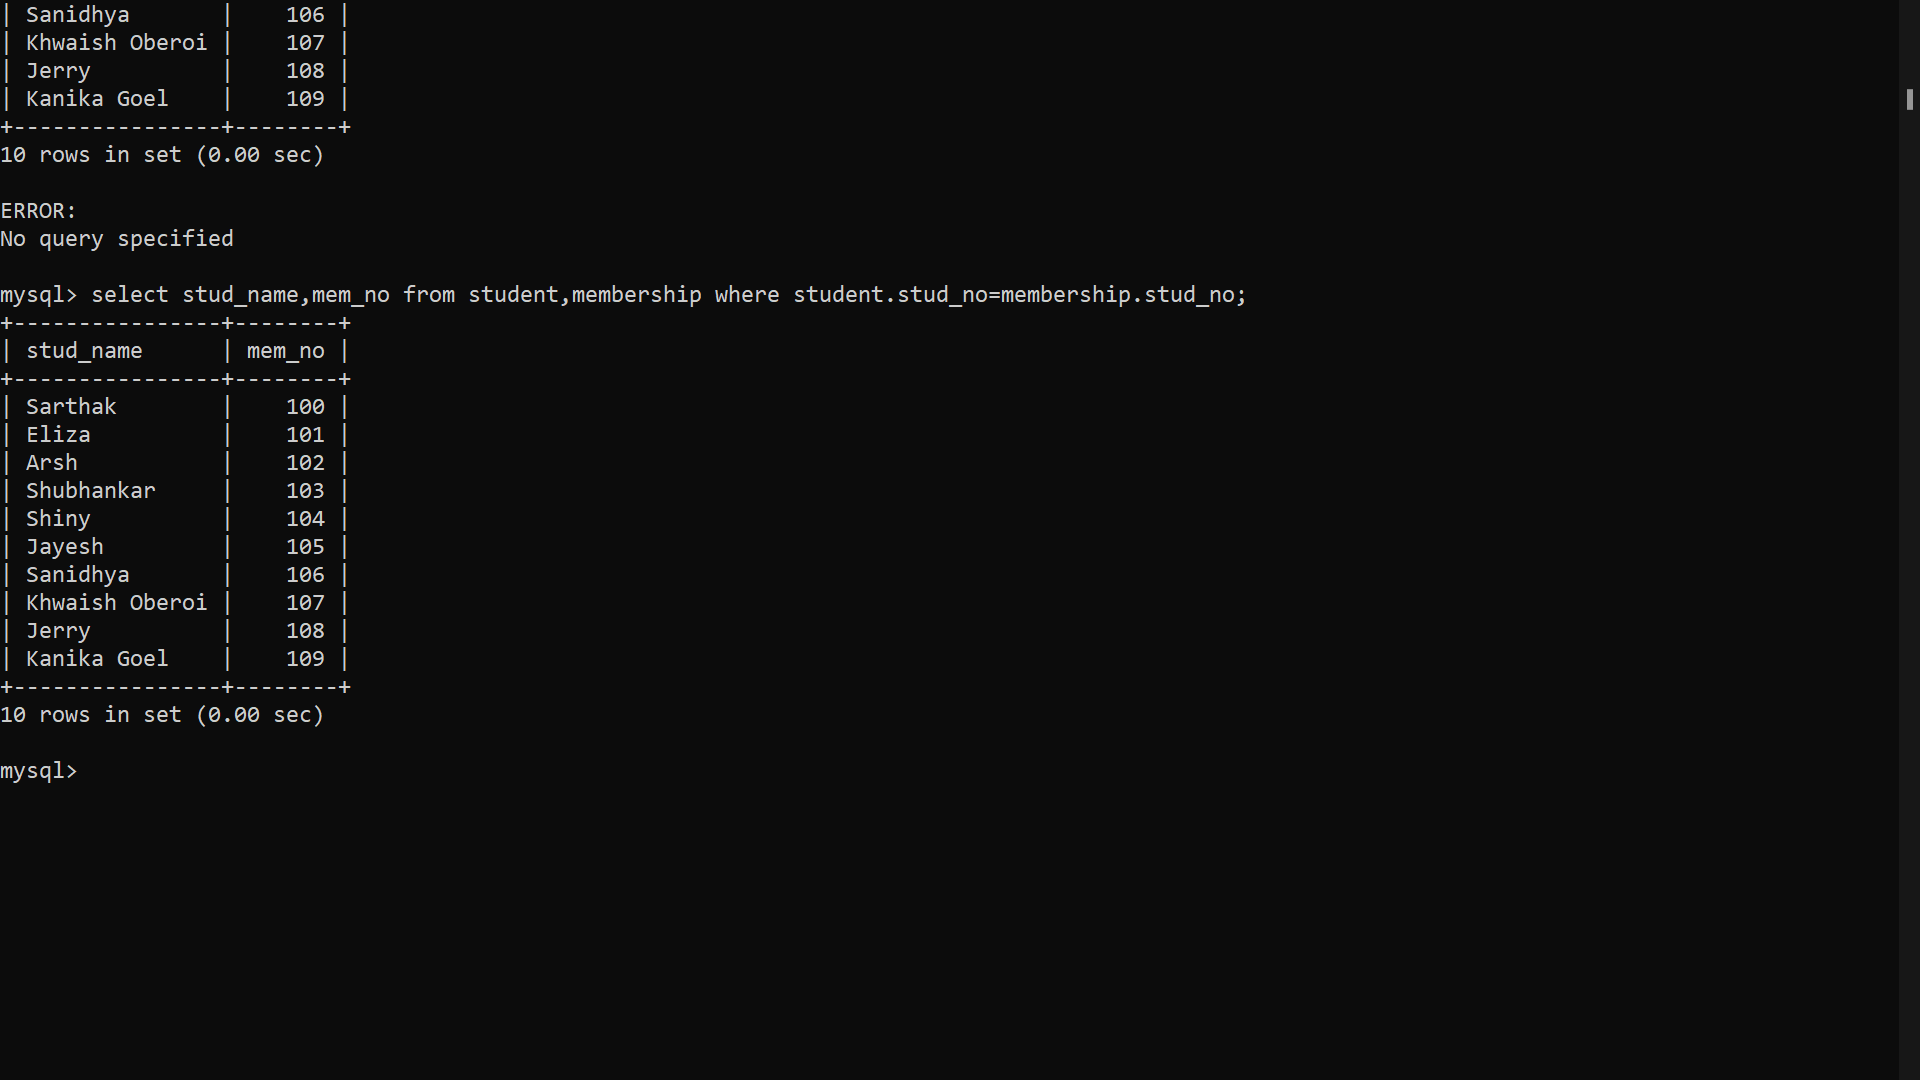 | Sanidhya       |    106 |
| Khwaish Oberoi |    107 |
| Jerry          |    108 |
| Kanika Goel    |    109 |
+----------------+--------+
10 rows in set (0.00 sec)

ERROR:
No query specified

mysql> select stud_name,mem_no from student,membership where student.stud_no=membership.stud_no;
+----------------+--------+
| stud_name      | mem_no |
+----------------+--------+
| Sarthak        |    100 |
| Eliza          |    101 |
| Arsh           |    102 |
| Shubhankar     |    103 |
| Shiny          |    104 |
| Jayesh         |    105 |
| Sanidhya       |    106 |
| Khwaish Oberoi |    107 |
| Jerry          |    108 |
| Kanika Goel    |    109 |
+----------------+--------+
10 rows in set (0.00 sec)

mysql>